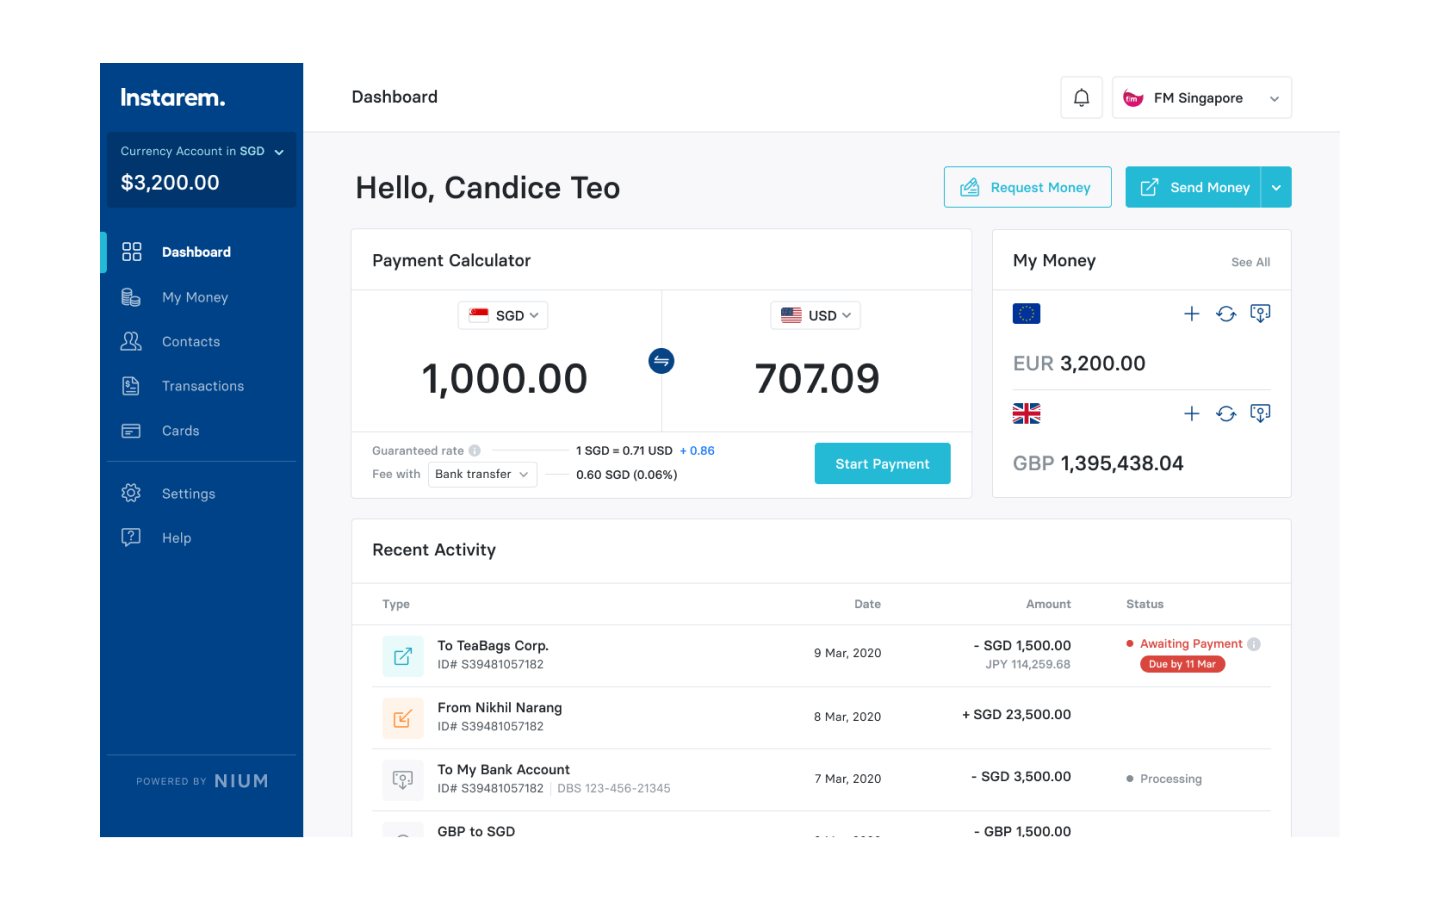 Instarem.
Currency Account in SGD
$3,200.00
Dashboard
My Money
Contacts
Transactions
Cards
Settings
Help
POWERED BY NIUM
Dashboard
fm FM Singapore
Hello, Candice Teo
Request Money
Send Money
Payment Calculator
SGD
USD
1,000.00
707.09
Guaranteed rate
1 SGD = 0.71 USD + 0.86
Fee with Bank transfer
0.60 SGD (0.06%)
Start Payment
My Money
See All
EUR 3,200.00
GBP 1,395,438.04
Recent Activity
Type Date Amount Status
To TeaBags Corp.
ID# S39481057182
9 Mar, 2020
- SGD 1,500.00
JPY 114,259.68
Awaiting Payment
Due by 11 Mar
From Nikhil Narang
ID# S39481057182
8 Mar, 2020
+ SGD 23,500.00
To My Bank Account
ID# S39481057182 DBS 123-456-21345
7 Mar, 2020
- SGD 3,500.00
Processing
GBP to SGD
- GBP 1,500.00